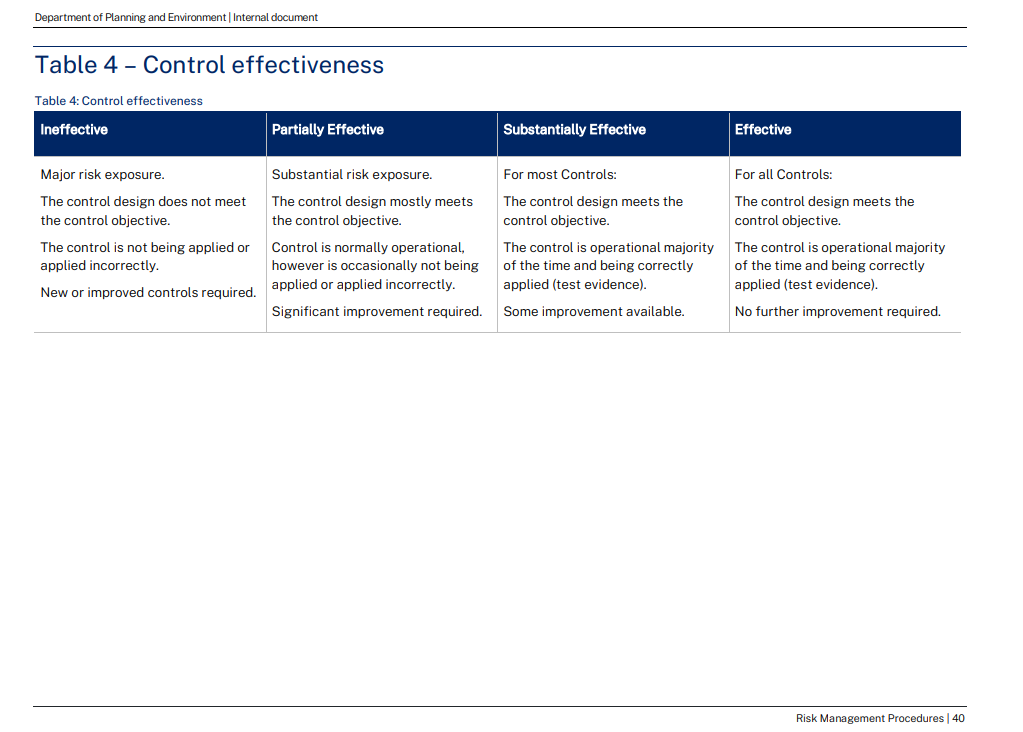 Department of Planning and Environment | Internal document
Table 4 – Control effectiveness
Table 4: Control effectiveness
Ineffective
Partially Effective
Substantially Effective
Effective
Major risk exposure.
The control design does not meet
the control objective.
The control is not being applied or
applied incorrectly.
New or improved controls required.
Substantial risk exposure.
The control design mostly meets
the control objective.
Control is normally operational,
however is occasionally not being
applied or applied incorrectly.
Significant improvement required.
For most Controls:
The control design meets the
control objective.
The control is operational majority
of the time and being correctly
applied (test evidence).
Some improvement available.
For all Controls:
The control design meets the
control objective.
The control is operational majority
of the time and being correctly
applied (test evidence).
No further improvement required.
Risk Management Procedures | 40